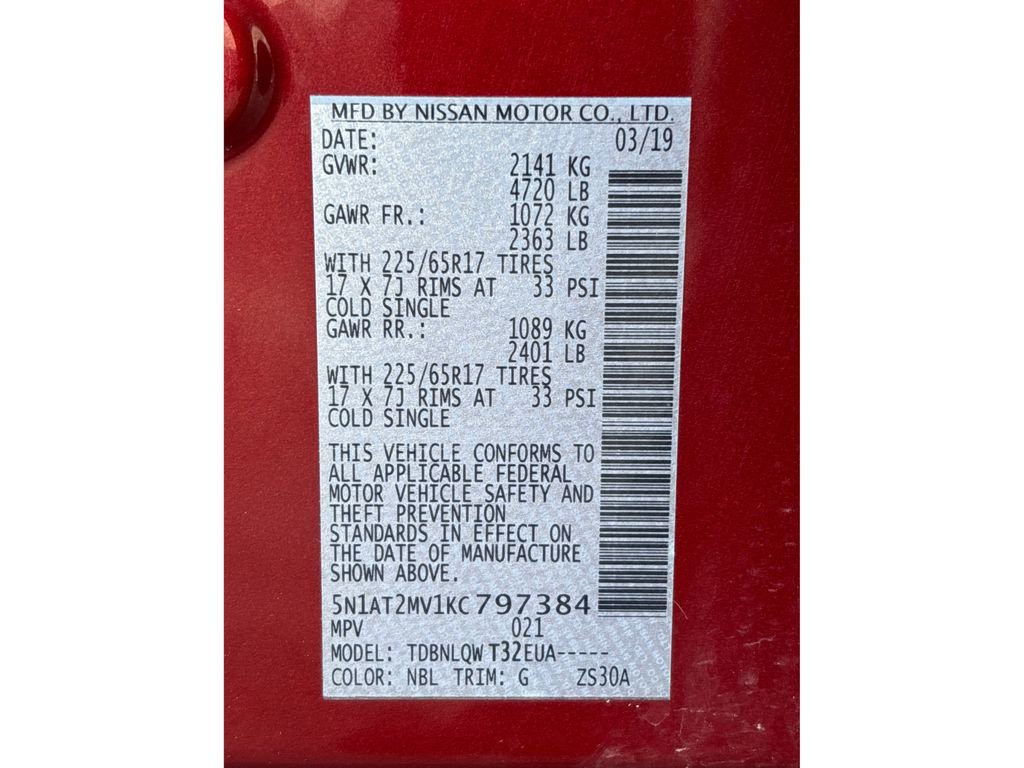 MFD BY NISSAN MOTOR CO., LTD.
DATE: 03/19
GVWR: 2141 KG
4720 LB
GAWR FR.: 1072 KG
2363 LB
WITH 225/65R17 TIRES
17 X 7J RIMS AT 33 PSI
COLD SINGLE
GAWR RR.: 1089 KG
2401 LB
WITH 225/65R17 TIRES
17 X 7J RIMS AT 33 PSI
COLD SINGLE
THIS VEHICLE CONFORMS TO
ALL APPLICABLE FEDERAL
MOTOR VEHICLE SAFETY AND
THEFT PREVENTION
STANDARDS IN EFFECT ON
THE DATE OF MANUFACTURE
SHOWN ABOVE.
5N1AT2MV1KC797384
MPV 021
MODEL: TDBNLQW T32EUA-----
COLOR: NBL TRIM: G ZS30A